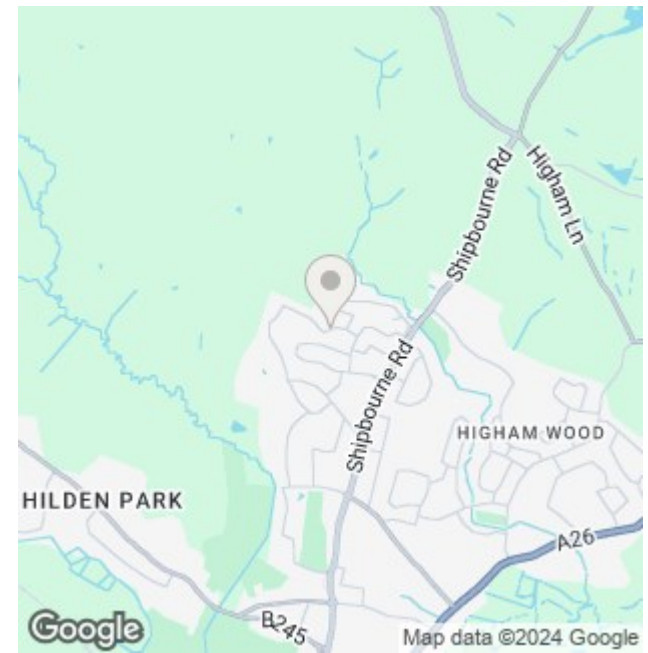 Shipbourne Rd
Higham Ln
Shipbourne Rd
HIGHAM WOOD
HILDEN PARK
A26
B245
Google
Map data ©2024 Google